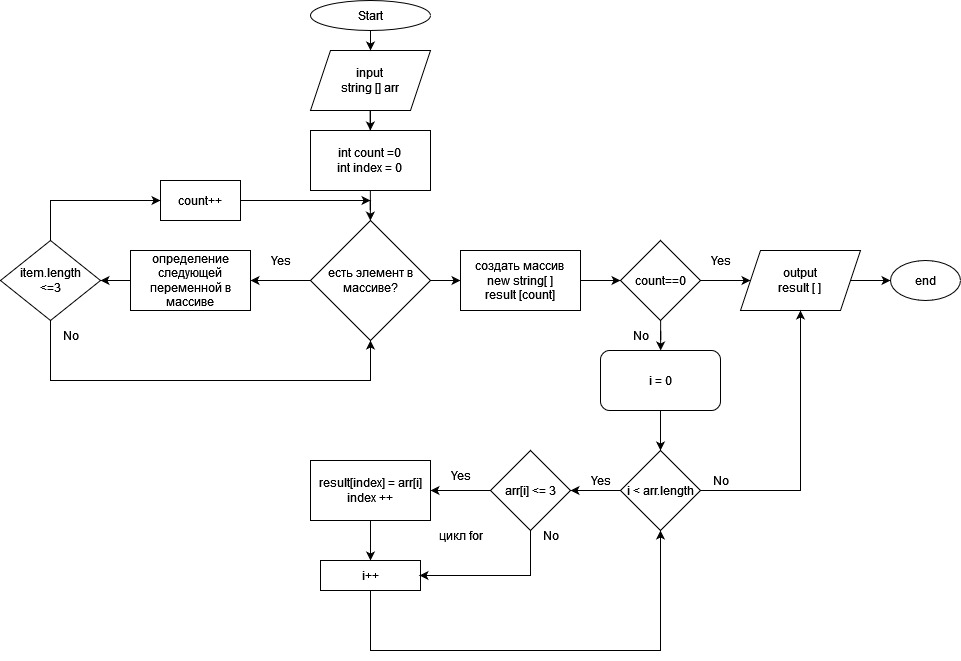 Start
input
string [] arr
int count =0
int index = 0
count++
item.length
<=3
No
определение
следующей
переменной в
массиве
Yes
есть элемент в
массиве?
создать массив
new string[ ]
result [count]
count==0
Yes
output
result [ ]
end
No
i = 0
i < arr.length
No
Yes
arr[i] <= 3
Yes
No
result[index] = arr[i]
index ++
цикл for
i++